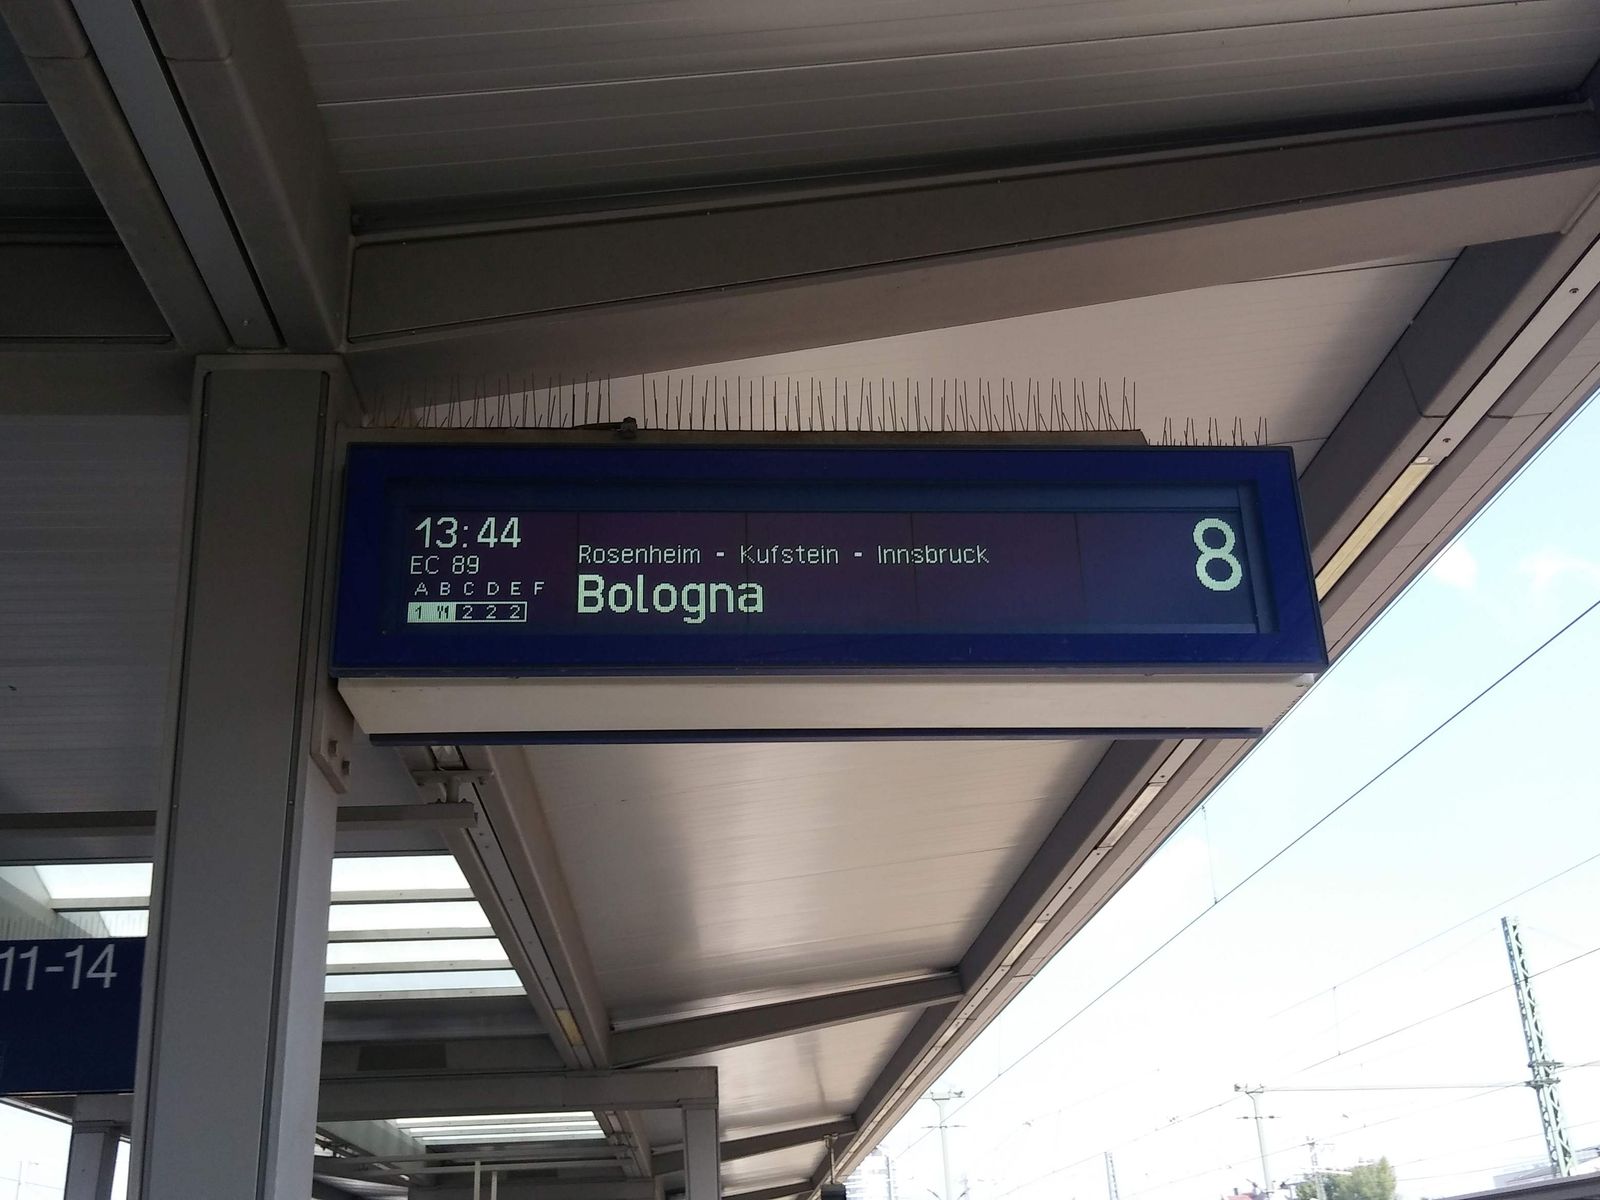 13:44
EC 89
A B C D E F
1 2 2 2
Rosenheim - Kufstein - Innsbruck
Bologna
8
11-14